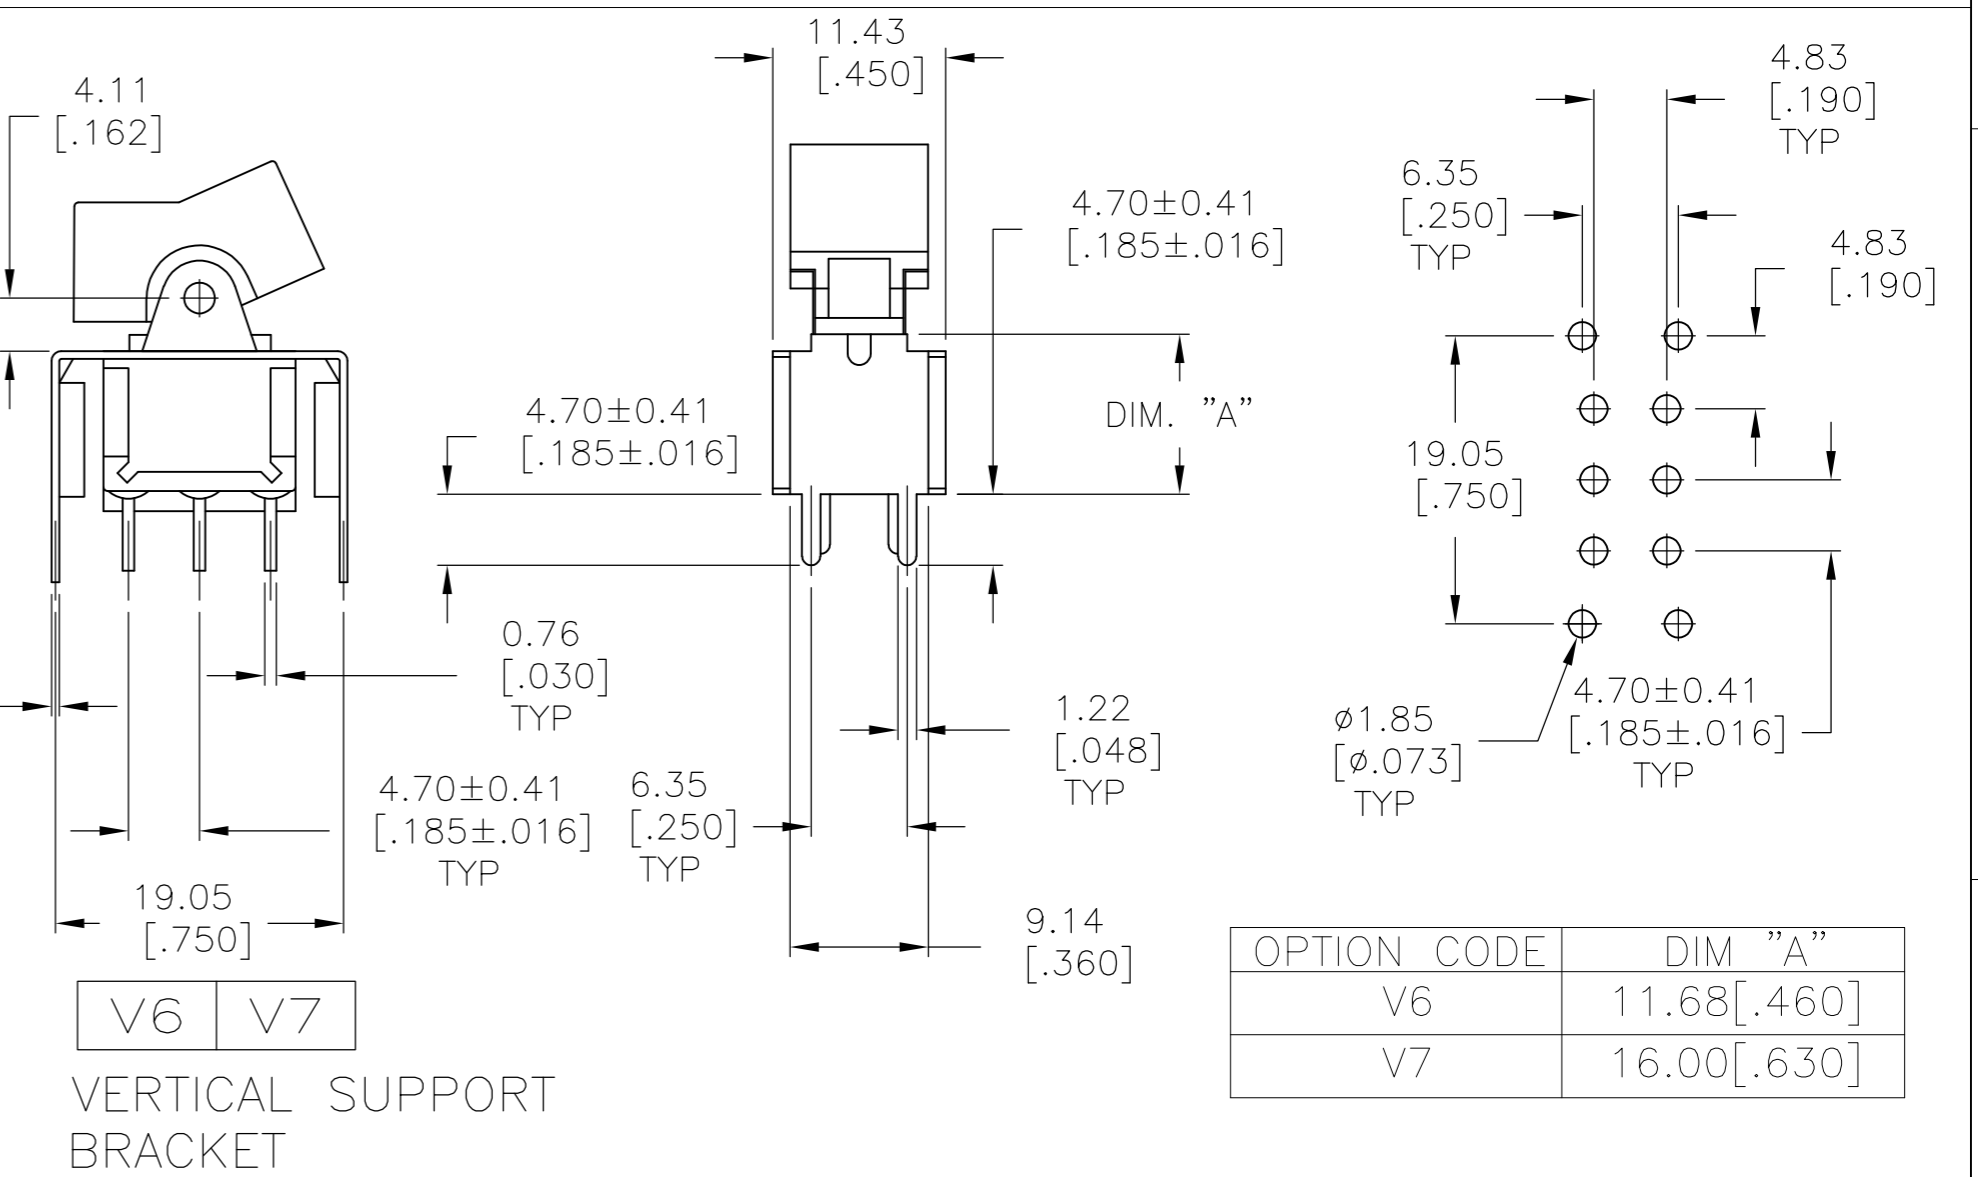 4.11
[.162]
11.43
[.450]
4.83
[.190]
TYP
6.35
[.250]
TYP
4.70±0.41
[.185±.016]
4.83
[.190]
4.70±0.41
[.185±.016]
DIM. "A"
19.05
[.750]
0.76
[.030]
TYP
1.22
[.048]
TYP
ø1.85
[ø.073]
TYP
4.70±0.41
[.185±.016]
TYP
4.70±0.41
[.185±.016]
TYP
6.35
[.250]
TYP
19.05
[.750]
9.14
[.360]
V6 V7
VERTICAL SUPPORT
BRACKET
OPTION CODE DIM "A"
V6 11.68[.460]
V7 16.00[.630]